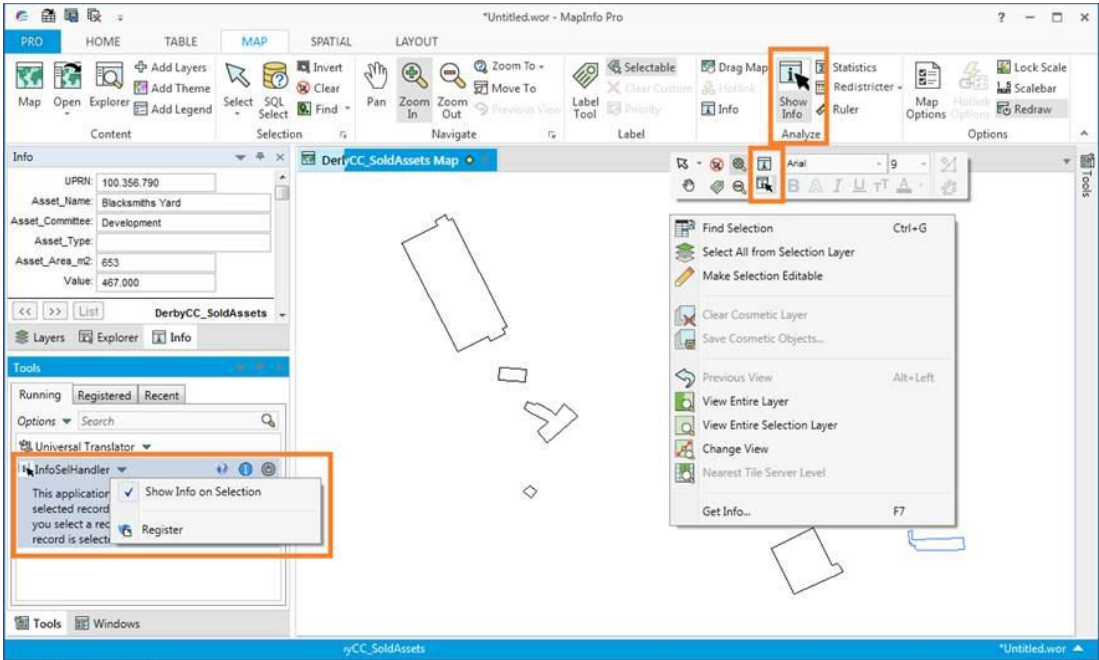 *Untitled.wor - MapInfo Pro
PRO HOME TABLE MAP SPATIAL LAYOUT
Map Open Explorer Add Layers
Add Theme
Add Legend
Content
Select SQL Select Invert
Clear
Find
Selection
Pan Zoom In Zoom Out Zoom To
Move To
Previous View
Navigate
Label Tool Selectable
Clear Custom
Priority
Label
Drag Map
Hotlink
Info
Show Info
Statistics
Redistricter
Ruler
Analyze
Map Options Hotlink Options Lock Scale
Scalebar
Redraw
Options
Info
UPRN: 100.356.790
Asset_Name: Blacksmiths Yard
Asset_Committee: Development
Asset_Type:
Asset_Area_m2: 653
Value: 467.000
<< >> List DerbyCC_SoldAssets
Layers Explorer Info
Tools
Running Registered Recent
Options Search
Universal Translator
InfoSelHandler
This application
selected record
you select a rec
record is selecte
Show Info on Selection
Register
Tools Windows
DerbyCC_SoldAssets Map
Arial 9
B A I U TT A
Find Selection Ctrl+G
Select All from Selection Layer
Make Selection Editable
Clear Cosmetic Layer
Save Cosmetic Objects...
Previous View Alt+Left
View Entire Layer
View Entire Selection Layer
Change View
Nearest Tile Server Level
Get Info... F7
Tools
yCC_SoldAssets *Untitled.wor